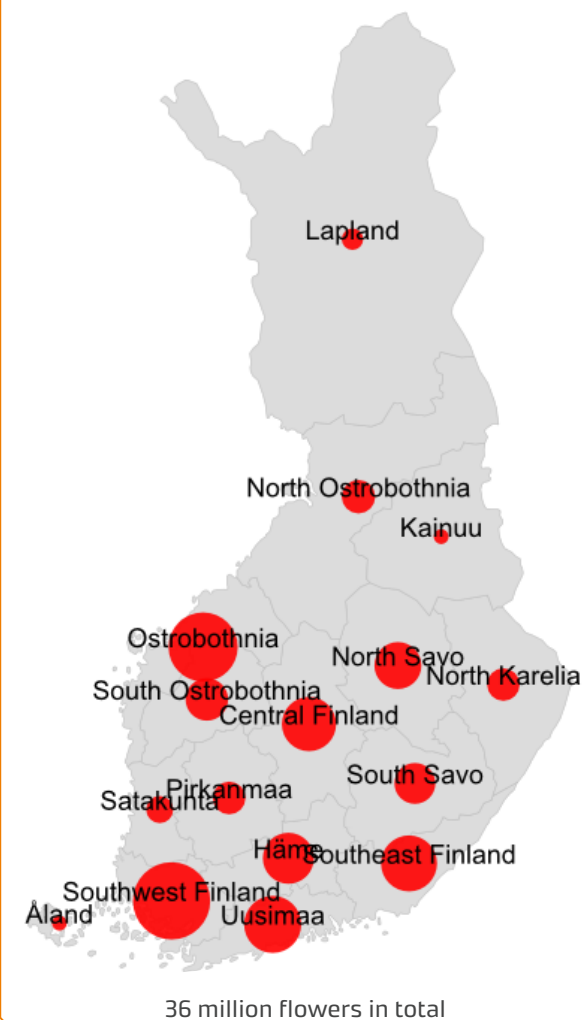 Lapland
North Ostrobothnia
Kainuu
Ostrobothnia
North Savo
North Karelia
South Ostrobothnia
Central Finland
South Savo
Pirkanmaa
Satakunta
Häme
Southeast Finland
Southwest Finland
Åland
Uusimaa
36 million flowers in total